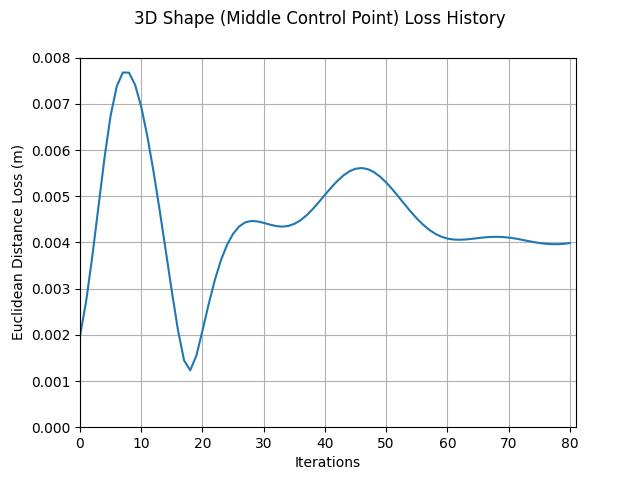 3D Shape (Middle Control Point) Loss History
0.008
0.007
0.006
0.005
0.004
0.003
0.002
0.001
0.000
Euclidean Distance Loss (m)
0 10 20 30 40 50 60 70 80
Iterations